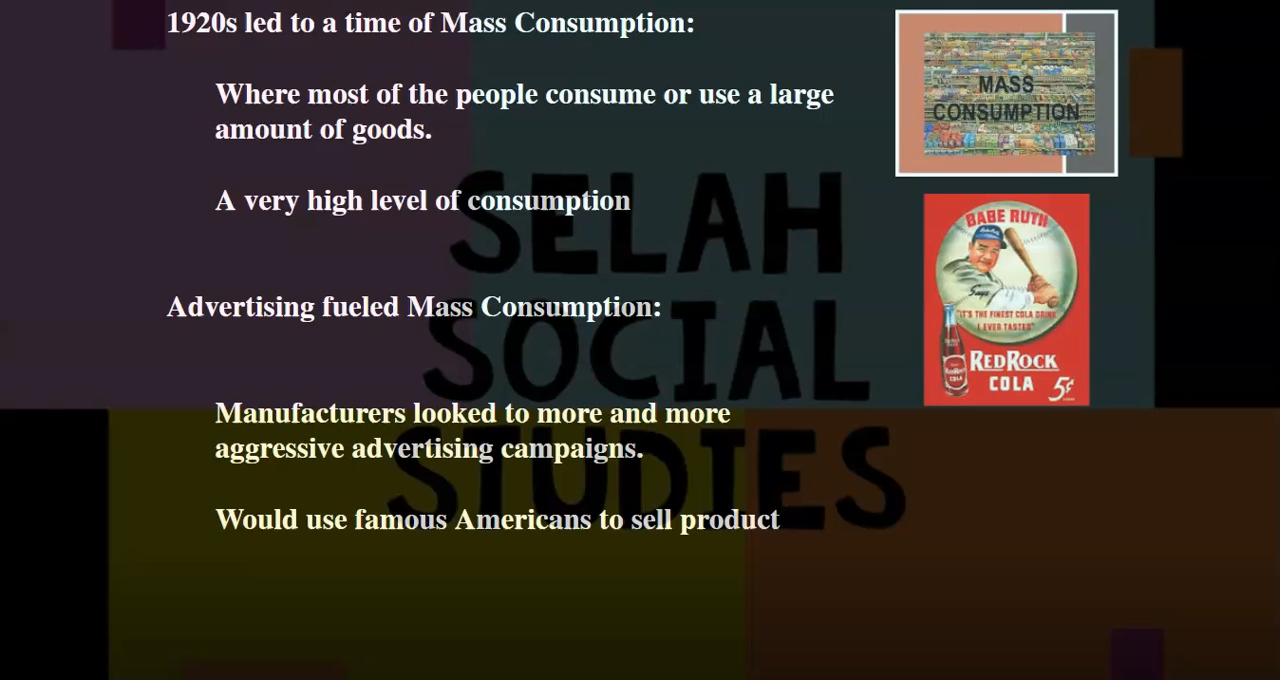 1920s led to a time of Mass Consumption:
Where most of the people consume or use a large
amount of goods.
A very high level of consumption
Advertising fueled Mass Consumption:
Manufacturers looked to more and more
aggressive advertising campaigns.
Would use famous Americans to sell product
MASS
CONSUMPTION
BABE RUTH
"IT'S THE FINEST COLA DRINK
I EVER TASTED"
RED ROCK
COLA 5¢
SELAH
SOCIAL
STUDIES